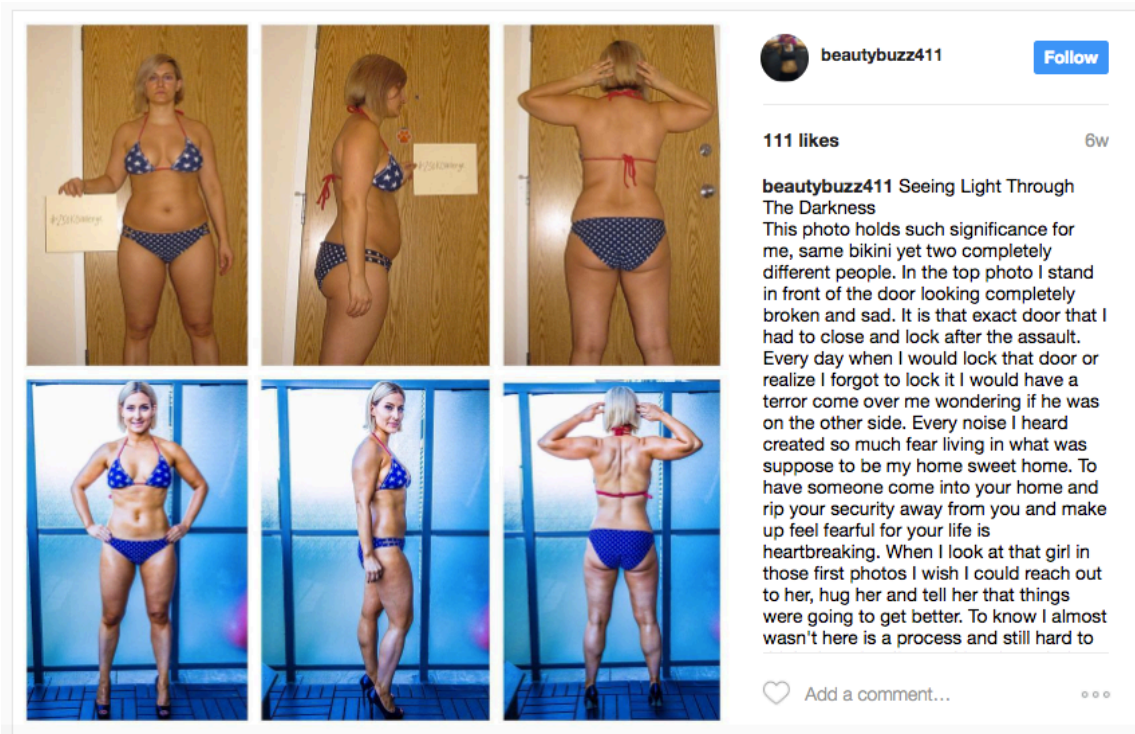 beautybuzz411
Follow
111 likes
6w
beautybuzz411 Seeing Light Through
The Darkness
This photo holds such significance for
me, same bikini yet two completely
different people. In the top photo I stand
in front of the door looking completely
broken and sad. It is that exact door that I
had to close and lock after the assault.
Every day when I would lock that door or
realize I forgot to lock it I would have a
terror come over me wondering if he was
on the other side. Every noise I heard
created so much fear living in what was
suppose to be my home sweet home. To
have someone come into your home and
rip your security away from you and make
up feel fearful for your life is
heartbreaking. When I look at that girl in
those first photos I wish I could reach out
to her, hug her and tell her that things
were going to get better. To know I almost
wasn't here is a process and still hard to
Add a comment...